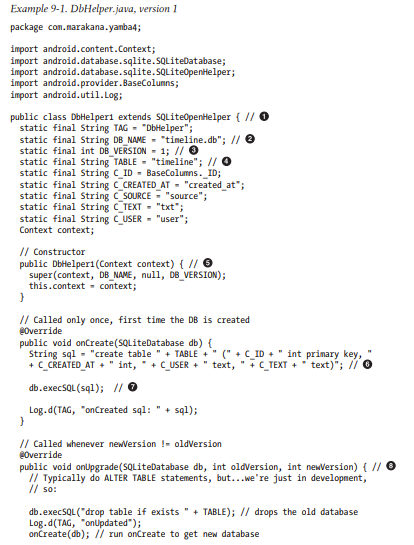 Example 9-1. DbHelper.java, version 1
package com.marakana.yamba4;

import android.content.Context;
import android.database.sqlite.SQLiteDatabase;
import android.database.sqlite.SQLiteOpenHelper;
import android.provider.BaseColumns;
import android.util.Log;

public class DbHelper1 extends SQLiteOpenHelper { // ❶
  static final String TAG = "DbHelper";
  static final String DB_NAME = "timeline.db"; // ❷
  static final int DB_VERSION = 1; // ❸
  static final String TABLE = "timeline"; // ❹
  static final String C_ID = BaseColumns._ID;
  static final String C_CREATED_AT = "created_at";
  static final String C_SOURCE = "source";
  static final String C_TEXT = "txt";
  static final String C_USER = "user";
  Context context;

  // Constructor
  public DbHelper1(Context context) { // ❺
    super(context, DB_NAME, null, DB_VERSION);
    this.context = context;
  }

  // Called only once, first time the DB is created
  @Override
  public void onCreate(SQLiteDatabase db) {
    String sql = "create table " + TABLE + " (" + C_ID + " int primary key, "
    + C_CREATED_AT + " int, " + C_USER + " text, " + C_TEXT + " text)"; // ❻

    db.execSQL(sql);  // ❼

    Log.d(TAG, "onCreated sql: " + sql);
  }

  // Called whenever newVersion != oldVersion
  @Override
  public void onUpgrade(SQLiteDatabase db, int oldVersion, int newVersion) { // ❽
    // Typically do ALTER TABLE statements, but...we're just in development,
    // so:

    db.execSQL("drop table if exists " + TABLE); // drops the old database
    Log.d(TAG, "onUpdated");
    onCreate(db); // run onCreate to get new database